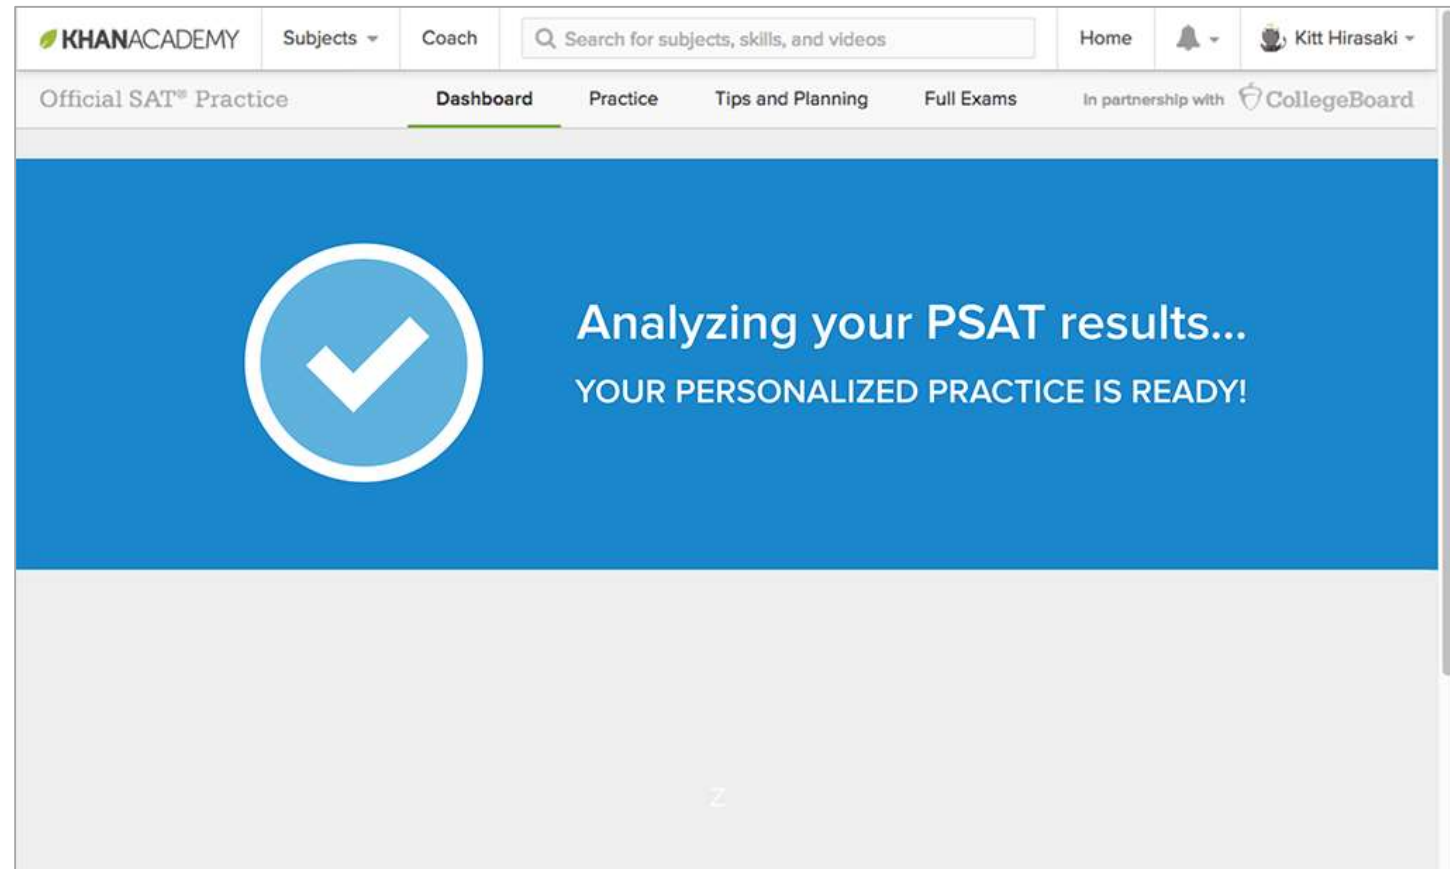 KHANACADEMY Subjects Coach Search for subjects, skills, and videos Home Kitt Hirasaki
Official SAT® Practice Dashboard Practice Tips and Planning Full Exams In partnership with CollegeBoard
Analyzing your PSAT results...
YOUR PERSONALIZED PRACTICE IS READY!
Z